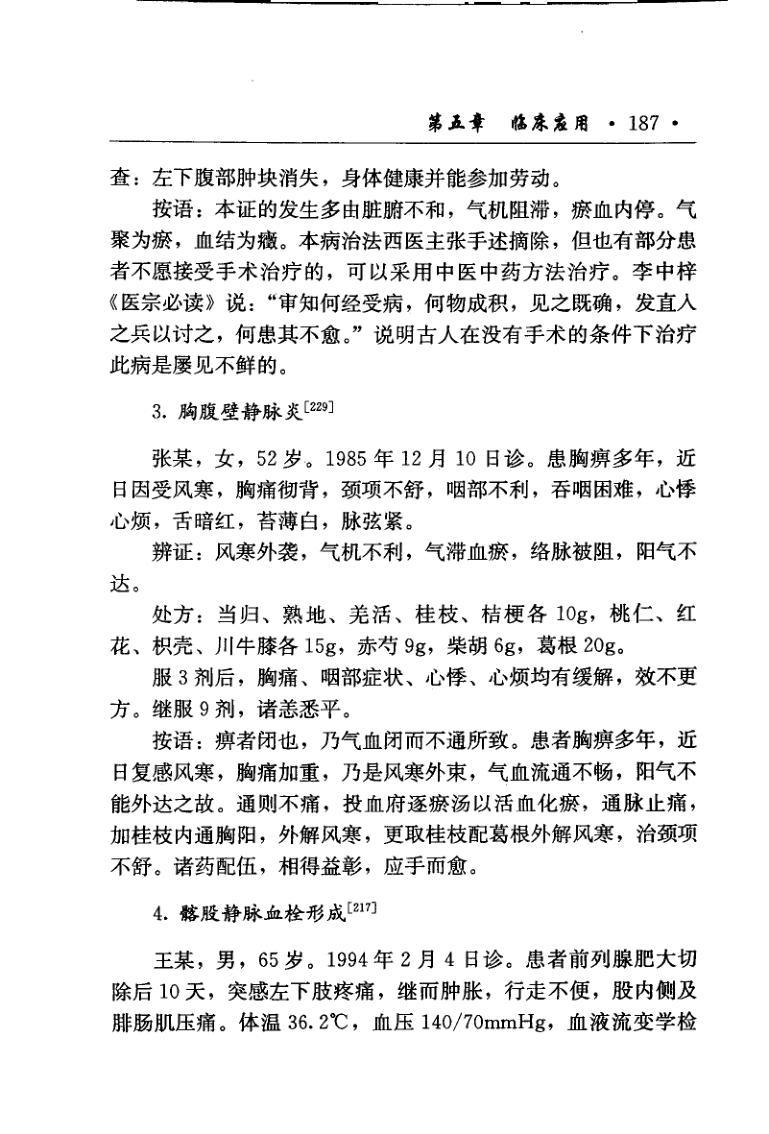 第五章 临床应用 · 187 ·
查：左下腹部肿块消失，身体健康并能参加劳动。
按语：本证的发生多由脏腑不和，气机阻滞，瘀血内停。气
聚为瘀，血结为癥。本病治法西医主张手述摘除，但也有部分患
者不愿接受手术治疗的，可以采用中医中药方法治疗。李中梓
《医宗必读》说：“审知何经受病，何物成积，见之既确，发直入
之兵以讨之，何患其不愈。”说明古人在没有手术的条件下治疗
此病是屡见不鲜的。
3. 胸腹壁静脉炎[229]
张某，女，52岁。1985年12月10日诊。患胸痹多年，近
日因受风寒，胸痛彻背，颈项不舒，咽部不利，吞咽困难，心悸
心烦，舌暗红，苔薄白，脉弦紧。
辨证：风寒外袭，气机不利，气滞血瘀，络脉被阻，阳气不
达。
处方：当归、熟地、羌活、桂枝、桔梗各10g，桃仁、红
花、枳壳、川牛膝各15g，赤芍9g，柴胡6g，葛根20g。
服3剂后，胸痛、咽部症状、心悸、心烦均有缓解，效不更
方。继服9剂，诸恙悉平。
按语：痹者闭也，乃气血闭而不通所致。患者胸痹多年，近
日复感风寒，胸痛加重，乃是风寒外束，气血流通不畅，阳气不
能外达之故。通则不痛，投血府逐瘀汤以活血化瘀，通脉止痛，
加桂枝内通胸阳，外解风寒，更取桂枝配葛根外解风寒，治颈项
不舒。诸药配伍，相得益彰，应手而愈。
4. 髂股静脉血栓形成[217]
王某，男，65岁。1994年2月4日诊。患者前列腺肥大切
除后10天，突感左下肢疼痛，继而肿胀，行走不便，股内侧及
腓肠肌压痛。体温36.2℃，血压140/70mmHg，血液流变学检